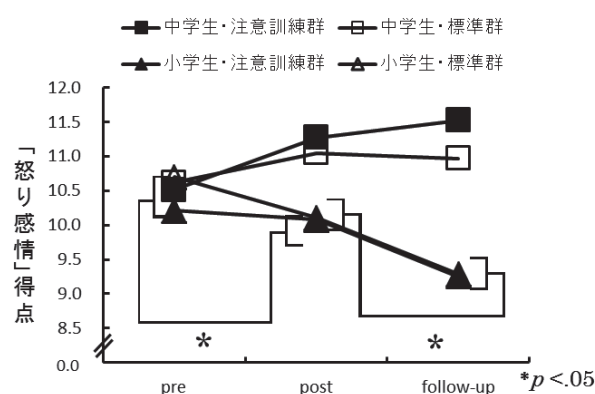 中学生・注意訓練群 中学生・標準群
小学生・注意訓練群 小学生・標準群
「怒り感情」得点
12.0
11.5
11.0
10.5
10.0
9.5
9.0
8.5
0.0
* *
pre post follow-up
*p <.05